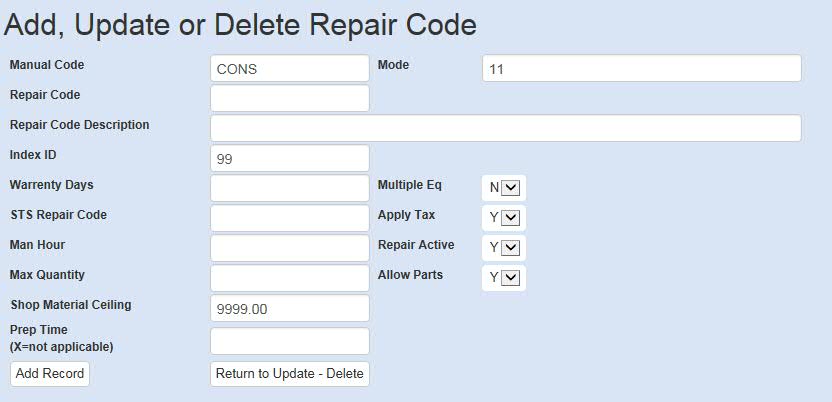 Add, Update or Delete Repair Code
Manual Code CONS Mode 11
Repair Code
Repair Code Description
Index ID 99
Warrenty Days Multiple Eq N
STS Repair Code Apply Tax Y
Man Hour Repair Active Y
Max Quantity Allow Parts Y
Shop Material Ceiling 9999.00
Prep Time
(X=not applicable)
Add Record Return to Update - Delete